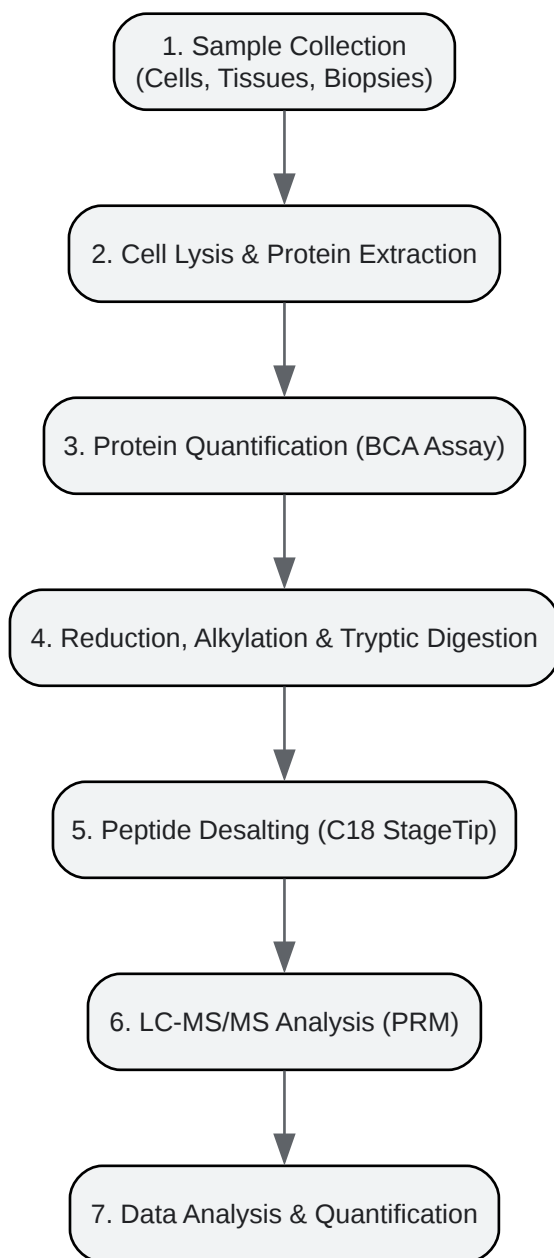 1. Sample Collection
(Cells, Tissues, Biopsies)
2. Cell Lysis & Protein Extraction
3. Protein Quantification (BCA Assay)
4. Reduction, Alkylation & Tryptic Digestion
5. Peptide Desalting (C18 StageTip)
6. LC-MS/MS Analysis (PRM)
7. Data Analysis & Quantification